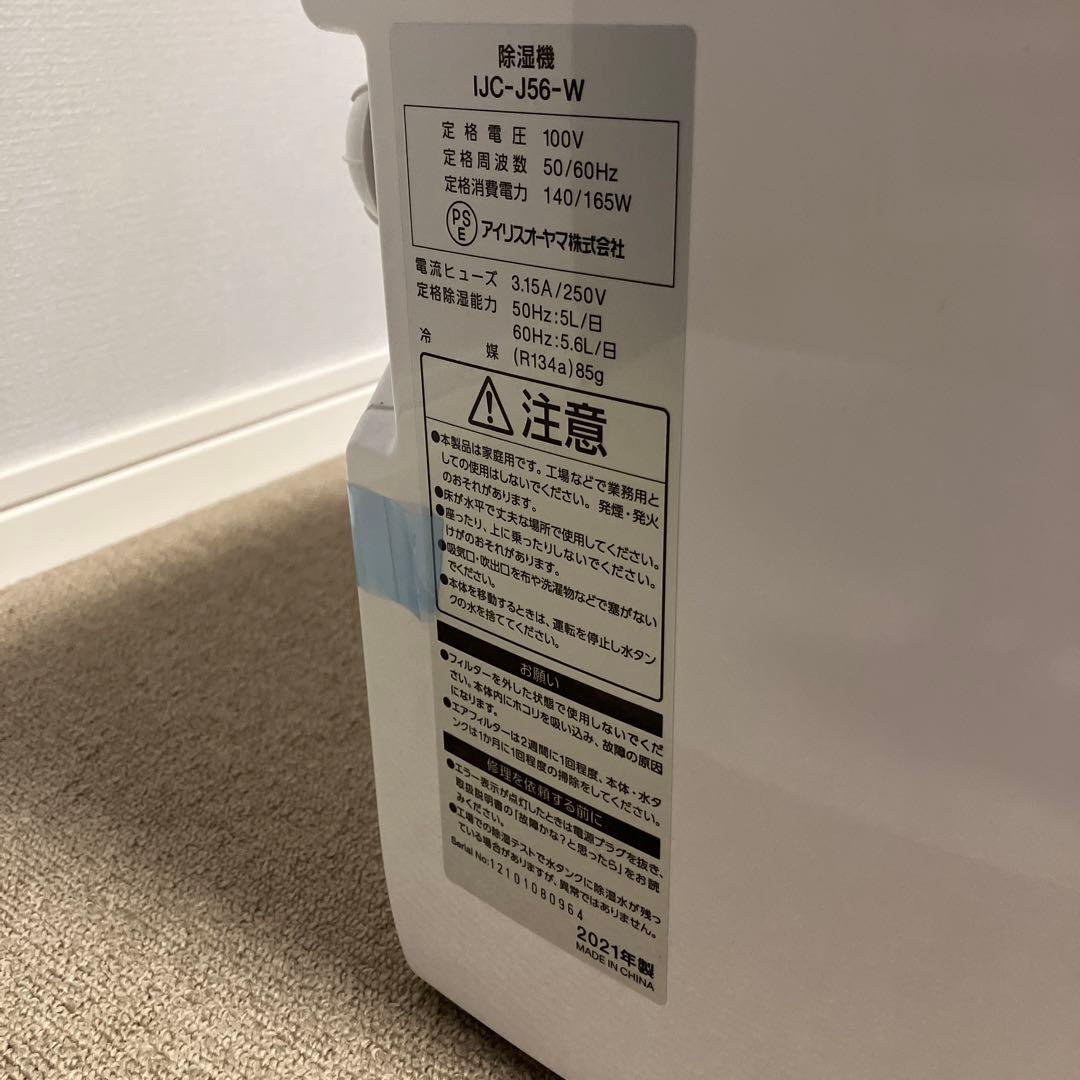 除湿機
IJC-J56-W
定格電圧 100V
定格周波数 50/60Hz
定格消費電力 140/165W
PS
E アイリスオーヤマ株式会社
電流ヒューズ 3.15A/250V
定格除湿能力 50Hz:5L/日
60Hz:5.6L/日
冷媒 (R134a)85g
注意
●本製品は家庭用です。工場などで業務用と
しての使用はしないでください。発煙・発火
のおそれがあります。
●床が水平で丈夫な場所で使用してください。
●座ったり、上に乗ったりしないでください。
けがのおそれがあります。
●吸気口・吹出口を布や洗濯物などで塞がない
でください。
●本体を移動するときは、運転を停止し水タン
クの水を捨ててください。
お願い
●フィルターを外した状態で使用しないでくだ
さい。本体内にホコリを吸い込み、故障の原因
になります。
●エアフィルターは2週間に1回程度、本体・水タ
ンクは1か月に1回程度の掃除をしてください。
修理を依頼する前に
●エラー表示が点灯したときは電源プラグを抜き、
取扱説明書の「故障かな?と思ったら」をお読
みください。
●工場での除湿テストで水タンクに除湿水が残っ
ている場合がありますが、異常ではありません。
Serial No:12101080964
2021年製
MADE IN CHINA